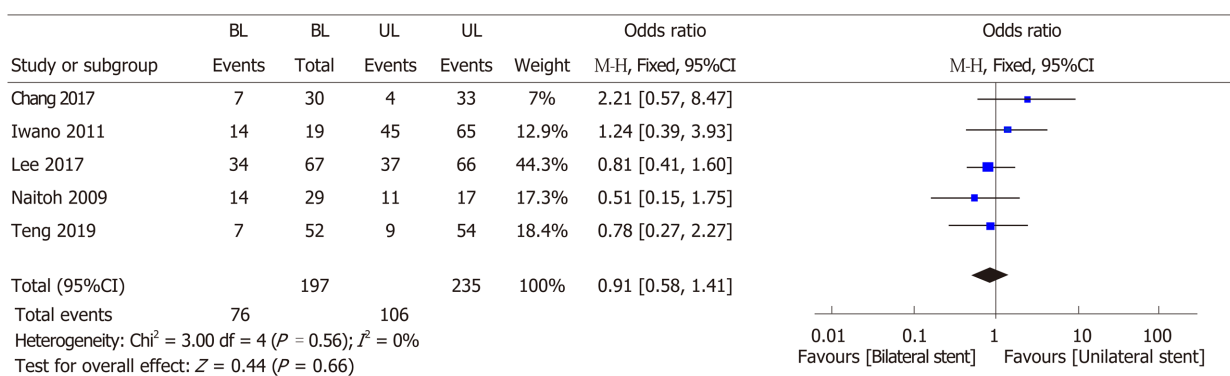 BL BL UL UL Odds ratio Odds ratio
Study or subgroup Events Total Events Events Weight M-H, Fixed, 95%CI M-H, Fixed, 95%CI
Chang 2017 7 30 4 33 7% 2.21 [0.57, 8.47]
Iwano 2011 14 19 45 65 12.9% 1.24 [0.39, 3.93]
Lee 2017 34 67 37 66 44.3% 0.81 [0.41, 1.60]
Naitoh 2009 14 29 11 17 17.3% 0.51 [0.15, 1.75]
Teng 2019 7 52 9 54 18.4% 0.78 [0.27, 2.27]
Total (95%CI) 197 235 100% 0.91 [0.58, 1.41]
Total events 76 106
Heterogeneity: Chi² = 3.00 df = 4 (P = 0.56); I² = 0%
Test for overall effect: Z = 0.44 (P = 0.66)
0.01 0.1 1 10 100
Favours [Bilateral stent] Favours [Unilateral stent]